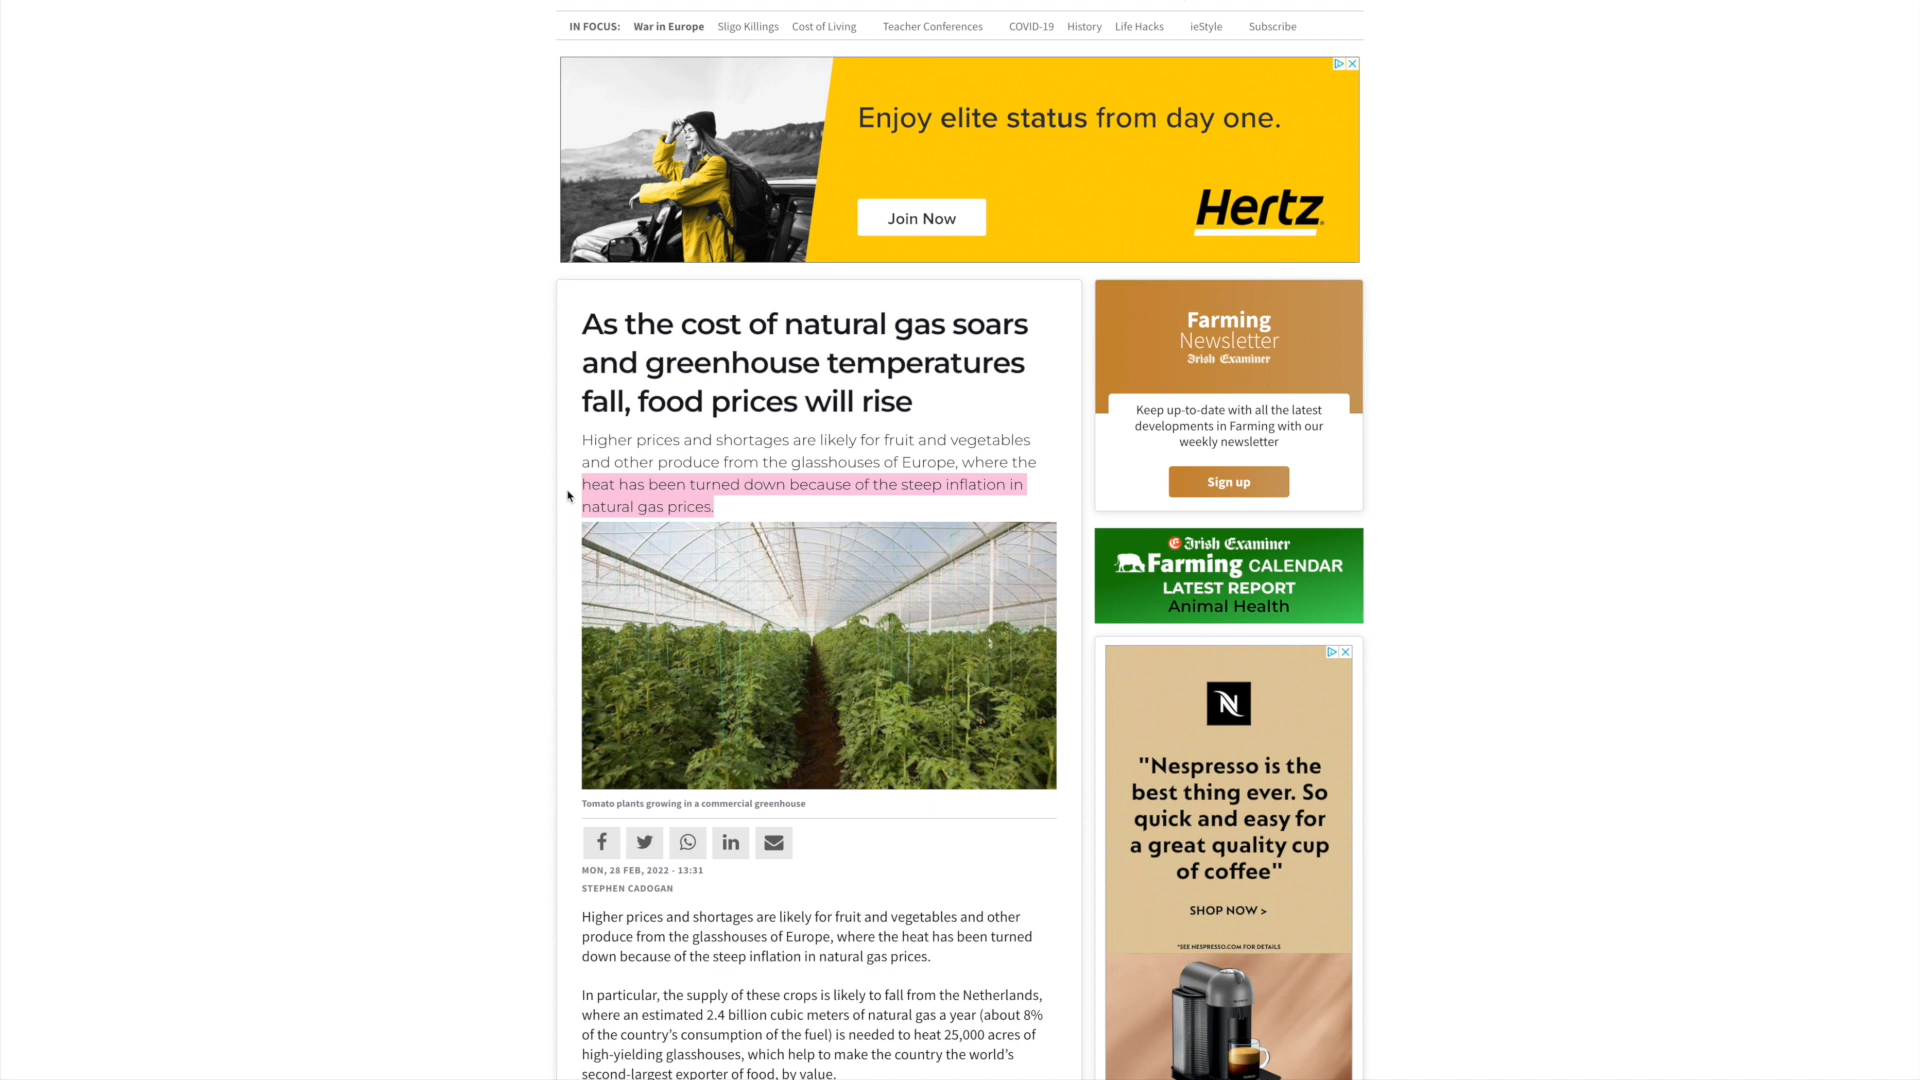 IN FOCUS: War in Europe Sligo Killings Cost of Living Teacher Conferences COVID-19 History Life Hacks ieStyle Subscribe
Enjoy elite status from day one.
Join Now
Hertz
As the cost of natural gas soars
and greenhouse temperatures
fall, food prices will rise
Higher prices and shortages are likely for fruit and vegetables
and other produce from the glasshouses of Europe, where the
heat has been turned down because of the steep inflation in
natural gas prices.
Tomato plants growing in a commercial greenhouse
MON, 28 FEB, 2022 - 13:31
STEPHEN CADOGAN
Higher prices and shortages are likely for fruit and vegetables and other
produce from the glasshouses of Europe, where the heat has been turned
down because of the steep inflation in natural gas prices.
In particular, the supply of these crops is likely to fall from the Netherlands,
where an estimated 2.4 billion cubic meters of natural gas a year (about 8%
of the country’s consumption of the fuel) is needed to heat 25,000 acres of
high-yielding glasshouses, which help to make the country the world’s
second-largest exporter of food, by value.
Farming
Newsletter
Irish Examiner
Keep up-to-date with all the latest
developments in Farming with our
weekly newsletter
Sign up
Irish Examiner
Farming CALENDAR
LATEST REPORT
Animal Health
N
"Nespresso is the
best thing ever. So
quick and easy for
a great quality cup
of coffee"
SHOP NOW >
*SEE NESPRESSO.COM FOR DETAILS